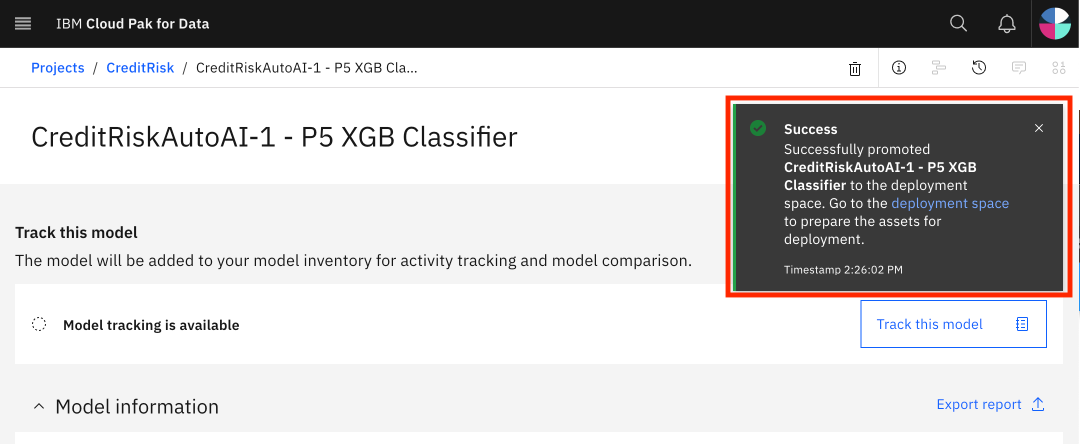 IBM Cloud Pak for Data
Projects / CreditRisk / CreditRiskAutoAI-1 - P5 XGB Cla...
CreditRiskAutoAI-1 - P5 XGB Classifier
Success
Successfully promoted
CreditRiskAutoAI-1 - P5 XGB
Classifier to the deployment
space. Go to the deployment space
to prepare the assets for
deployment.
Timestamp 2:26:02 PM
Track this model
The model will be added to your model inventory for activity tracking and model comparison.
Model tracking is available
Track this model
Model information
Export report